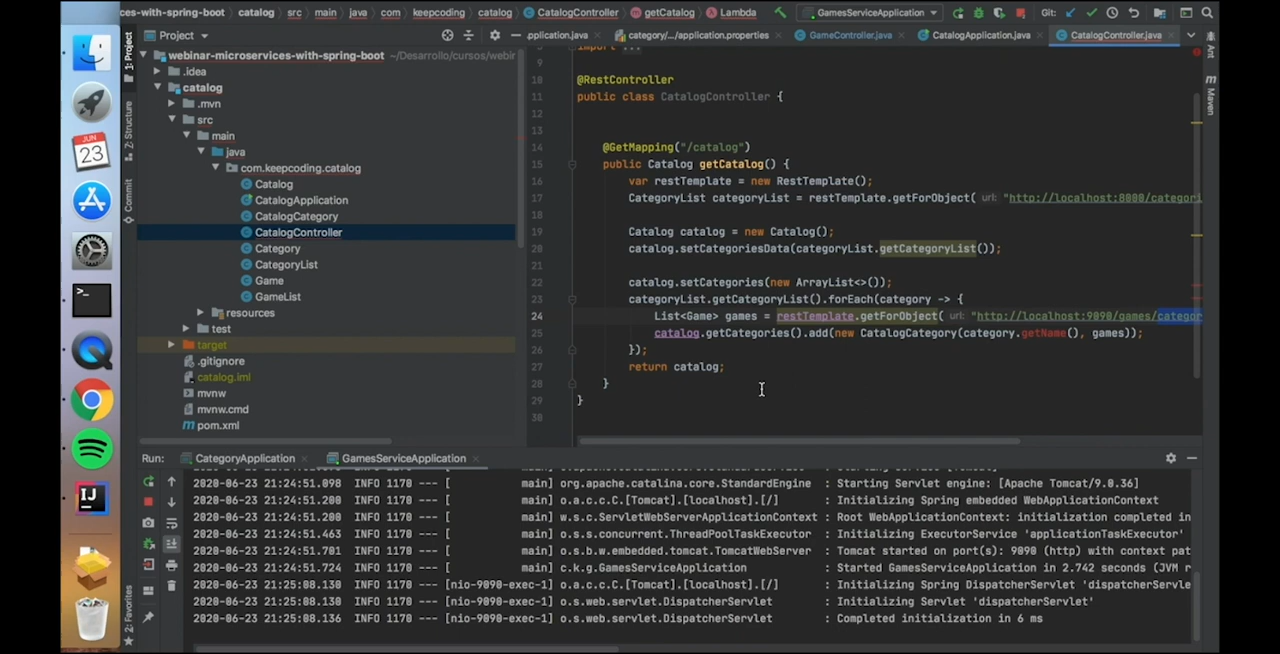 ces-with-spring-boot catalog src main java com keepcoding catalog CatalogController getCatalog Lambda GamesServiceApplication Git:
1: Project
Project
.pplication.java category/.../application.properties GameController.java CatalogApplication.java CatalogController.java
Ant
Maven
Z: Structure
Commit
2: Favorites
JUN
23
webinar-microservices-with-spring-boot ~/Desarrollo/cursos/webir
.idea
catalog
.mvn
src
main
java
com.keepcoding.catalog
Catalog
CatalogApplication
CatalogCategory
CatalogController
Category
CategoryList
Game
GameList
resources
test
target
.gitignore
catalog.iml
mvnw
mvnw.cmd
pom.xml
import ...
9
10 @RestController
11 public class CatalogController {
12
13
14 @GetMapping("/catalog")
15 public Catalog getCatalog() {
16 var restTemplate = new RestTemplate();
17 CategoryList categoryList = restTemplate.getForObject( url: "http://localhost:8080/categori
18
19 Catalog catalog = new Catalog();
20 catalog.setCategoriesData(categoryList.getCategoryList());
21
22 catalog.setCategories(new ArrayList<>());
23 categoryList.getCategoryList().forEach(category -> {
24 List<Game> games = restTemplate.getForObject( url: "http://localhost:9090/games/categor
25 catalog.getCategories().add(new CatalogCategory(category.getName(), games));
26 });
27 return catalog;
28 }
29 }
30
Run: CategoryApplication GamesServiceApplication
2020-06-23 21:24:51.098 INFO 1170 --- [ main] org.apache.catalina.core.StandardEngine : Starting Servlet engine: [Apache Tomcat/9.0.36]
2020-06-23 21:24:51.200 INFO 1170 --- [ main] o.a.c.c.C.[Tomcat].[localhost].[/] : Initializing Spring embedded WebApplicationContext
2020-06-23 21:24:51.200 INFO 1170 --- [ main] w.s.c.ServletWebServerApplicationContext : Root WebApplicationContext: initialization completed in
2020-06-23 21:24:51.463 INFO 1170 --- [ main] o.s.s.concurrent.ThreadPoolTaskExecutor : Initializing ExecutorService 'applicationTaskExecutor'
2020-06-23 21:24:51.701 INFO 1170 --- [ main] o.s.b.w.embedded.tomcat.TomcatWebServer : Tomcat started on port(s): 9090 (http) with context pat
2020-06-23 21:24:51.724 INFO 1170 --- [ main] c.k.g.GamesServiceApplication : Started GamesServiceApplication in 2.742 seconds (JVM r
2020-06-23 21:25:08.130 INFO 1170 --- [nio-9090-exec-1] o.a.c.c.C.[Tomcat].[localhost].[/] : Initializing Spring DispatcherServlet 'dispatcherServle
2020-06-23 21:25:08.130 INFO 1170 --- [nio-9090-exec-1] o.s.web.servlet.DispatcherServlet : Initializing Servlet 'dispatcherServlet'
2020-06-23 21:25:08.136 INFO 1170 --- [nio-9090-exec-1] o.s.web.servlet.DispatcherServlet : Completed initialization in 6 ms